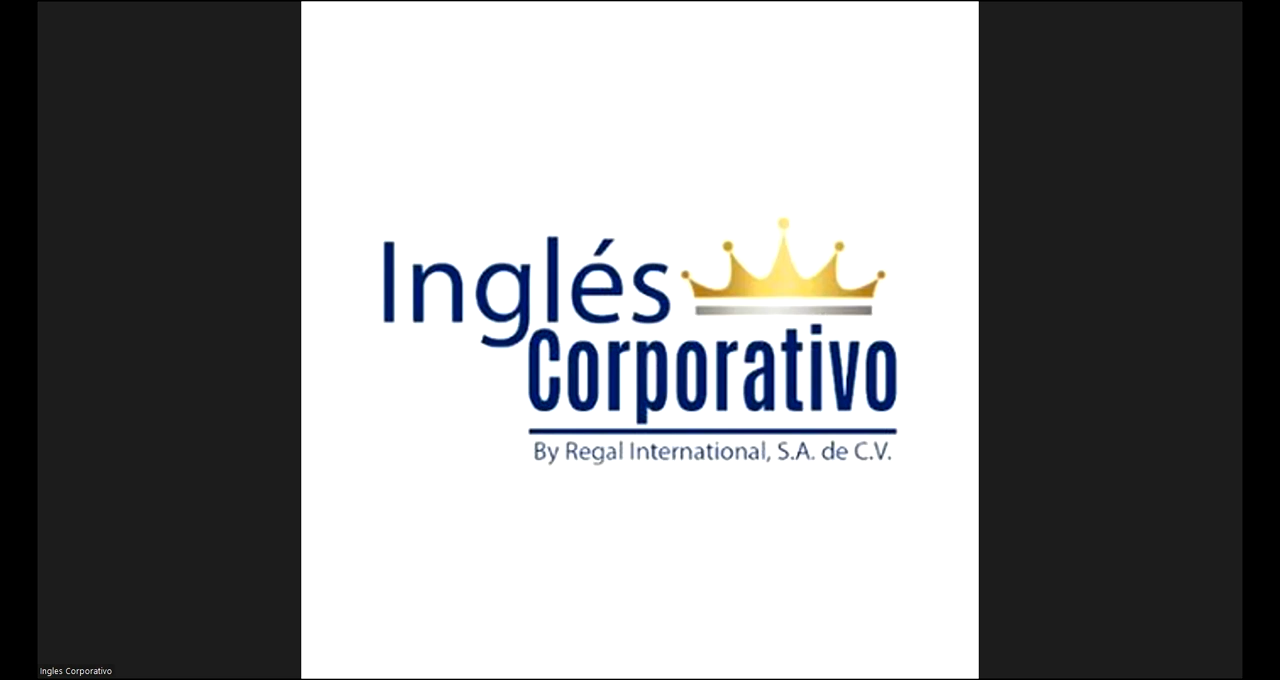 Inglés
Corporativo
By Regal International, S.A. de C.V.
Ingles Corporativo